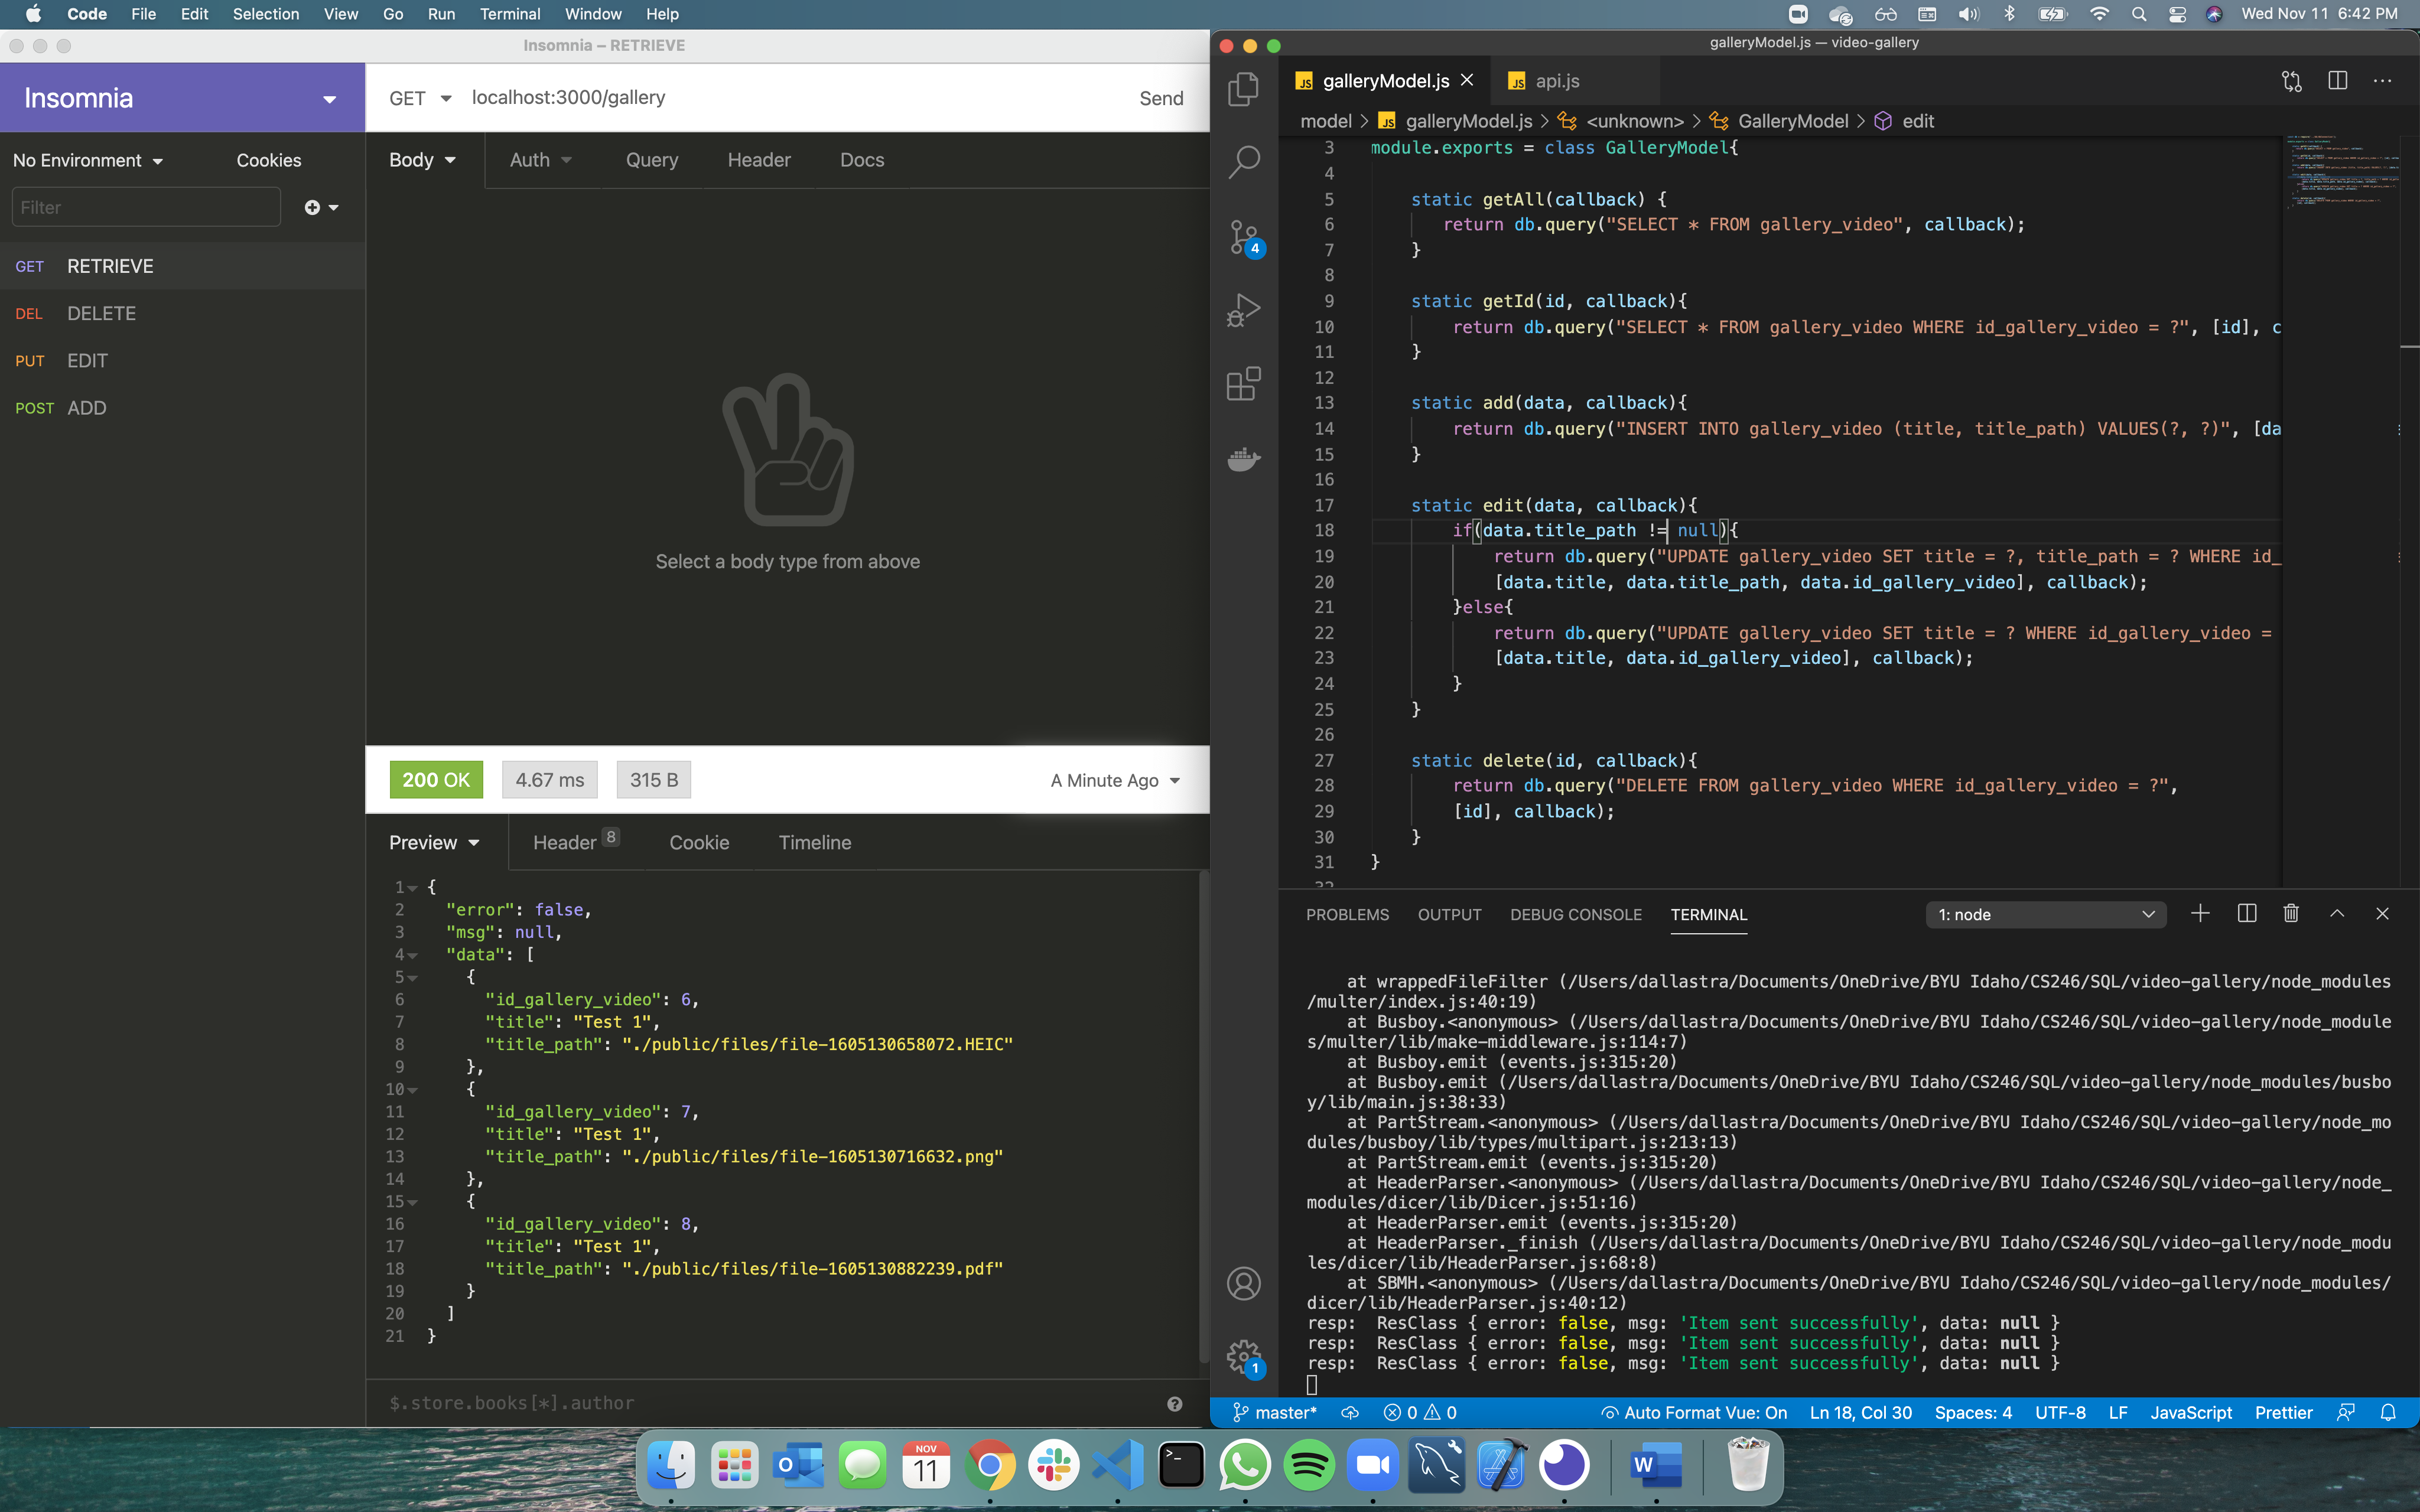 Code File Edit Selection View Go Run Terminal Window Help
Wed Nov 11 6:42 PM
Insomnia – RETRIEVE
Insomnia
GET localhost:3000/gallery Send
No Environment Cookies
Filter
GET RETRIEVE
DEL DELETE
PUT EDIT
POST ADD
Body Auth Query Header Docs
Select a body type from above
200 OK 4.67 ms 315 B A Minute Ago
Preview Header 8 Cookie Timeline
1 {
2 "error": false,
3 "msg": null,
4 "data": [
5 {
6 "id_gallery_video": 6,
7 "title": "Test 1",
8 "title_path": "./public/files/file-1605130658072.HEIC"
9 },
10 {
11 "id_gallery_video": 7,
12 "title": "Test 1",
13 "title_path": "./public/files/file-1605130716632.png"
14 },
15 {
16 "id_gallery_video": 8,
17 "title": "Test 1",
18 "title_path": "./public/files/file-1605130882239.pdf"
19 }
20 ]
21 }
$.store.books[*].author
galleryModel.js — video-gallery
JS galleryModel.js JS api.js
model > JS galleryModel.js > <unknown> > GalleryModel > edit
3 module.exports = class GalleryModel{
4
5 static getAll(callback) {
6 return db.query("SELECT * FROM gallery_video", callback);
7 }
8
9 static getId(id, callback){
10 return db.query("SELECT * FROM gallery_video WHERE id_gallery_video = ?", [id], c
11 }
12
13 static add(data, callback){
14 return db.query("INSERT INTO gallery_video (title, title_path) VALUES(?, ?)", [da
15 }
16
17 static edit(data, callback){
18 if(data.title_path != null){
19 return db.query("UPDATE gallery_video SET title = ?, title_path = ? WHERE id_
20 [data.title, data.title_path, data.id_gallery_video], callback);
21 }else{
22 return db.query("UPDATE gallery_video SET title = ? WHERE id_gallery_video =
23 [data.title, data.id_gallery_video], callback);
24 }
25 }
26
27 static delete(id, callback){
28 return db.query("DELETE FROM gallery_video WHERE id_gallery_video = ?",
29 [id], callback);
30 }
31 }
32
4
1
PROBLEMS OUTPUT DEBUG CONSOLE TERMINAL 1: node
at wrappedFileFilter (/Users/dallastra/Documents/OneDrive/BYU Idaho/CS246/SQL/video-gallery/node_modules
/multer/index.js:40:19)
at Busboy.<anonymous> (/Users/dallastra/Documents/OneDrive/BYU Idaho/CS246/SQL/video-gallery/node_module
s/multer/lib/make-middleware.js:114:7)
at Busboy.emit (events.js:315:20)
at Busboy.emit (/Users/dallastra/Documents/OneDrive/BYU Idaho/CS246/SQL/video-gallery/node_modules/busbo
y/lib/main.js:38:33)
at PartStream.<anonymous> (/Users/dallastra/Documents/OneDrive/BYU Idaho/CS246/SQL/video-gallery/node_mo
dules/busboy/lib/types/multipart.js:213:13)
at PartStream.emit (events.js:315:20)
at HeaderParser.<anonymous> (/Users/dallastra/Documents/OneDrive/BYU Idaho/CS246/SQL/video-gallery/node_
modules/dicer/lib/Dicer.js:51:16)
at HeaderParser.emit (events.js:315:20)
at HeaderParser._finish (/Users/dallastra/Documents/OneDrive/BYU Idaho/CS246/SQL/video-gallery/node_modu
les/dicer/lib/HeaderParser.js:68:8)
at SBMH.<anonymous> (/Users/dallastra/Documents/OneDrive/BYU Idaho/CS246/SQL/video-gallery/node_modules/
dicer/lib/HeaderParser.js:40:12)
resp: ResClass { error: false, msg: 'Item sent successfully', data: null }
resp: ResClass { error: false, msg: 'Item sent successfully', data: null }
resp: ResClass { error: false, msg: 'Item sent successfully', data: null }
master* 0 0 Auto Format Vue: On Ln 18, Col 30 Spaces: 4 UTF-8 LF JavaScript Prettier
NOV
11
W